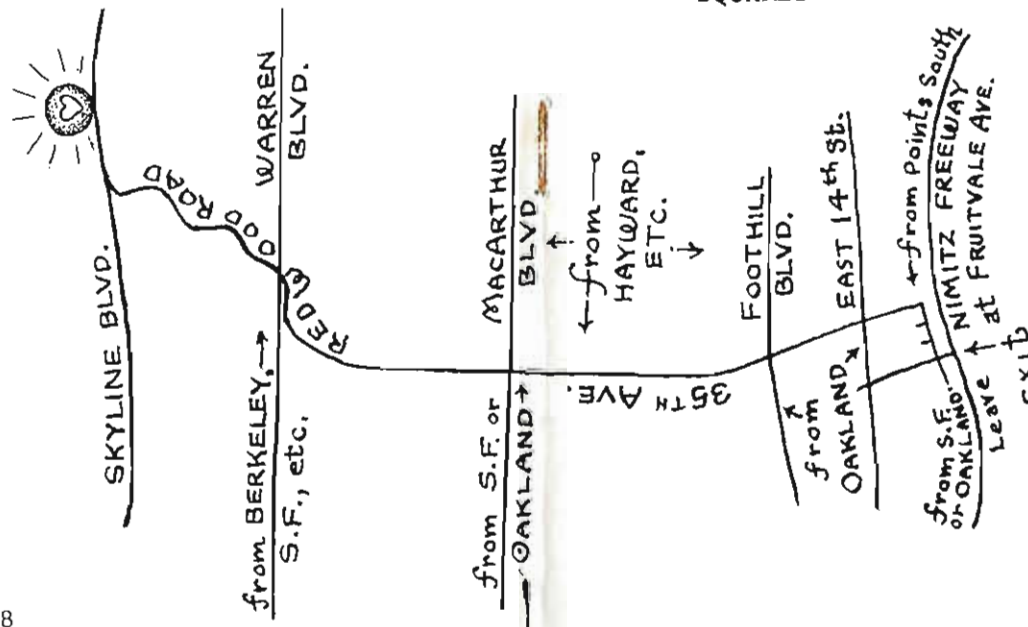 SKYLINE BLVD.
REDWOOD ROAD
WARREN
BLVD.
from BERKELEY,→
S.F., etc.
MACARTHUR
BLVD.
from S.F. or
OAKLAND→
←from
HAYWARD,
ETC.
35TH AVE.
FOOTHILL
BLVD.
from
OAKLAND
EAST 14th St.
←from Points South
NIMITZ FREEWAY
at FRUITVALE AVE.
from S.F.
or OAKLAND
Leave
EXIT
8